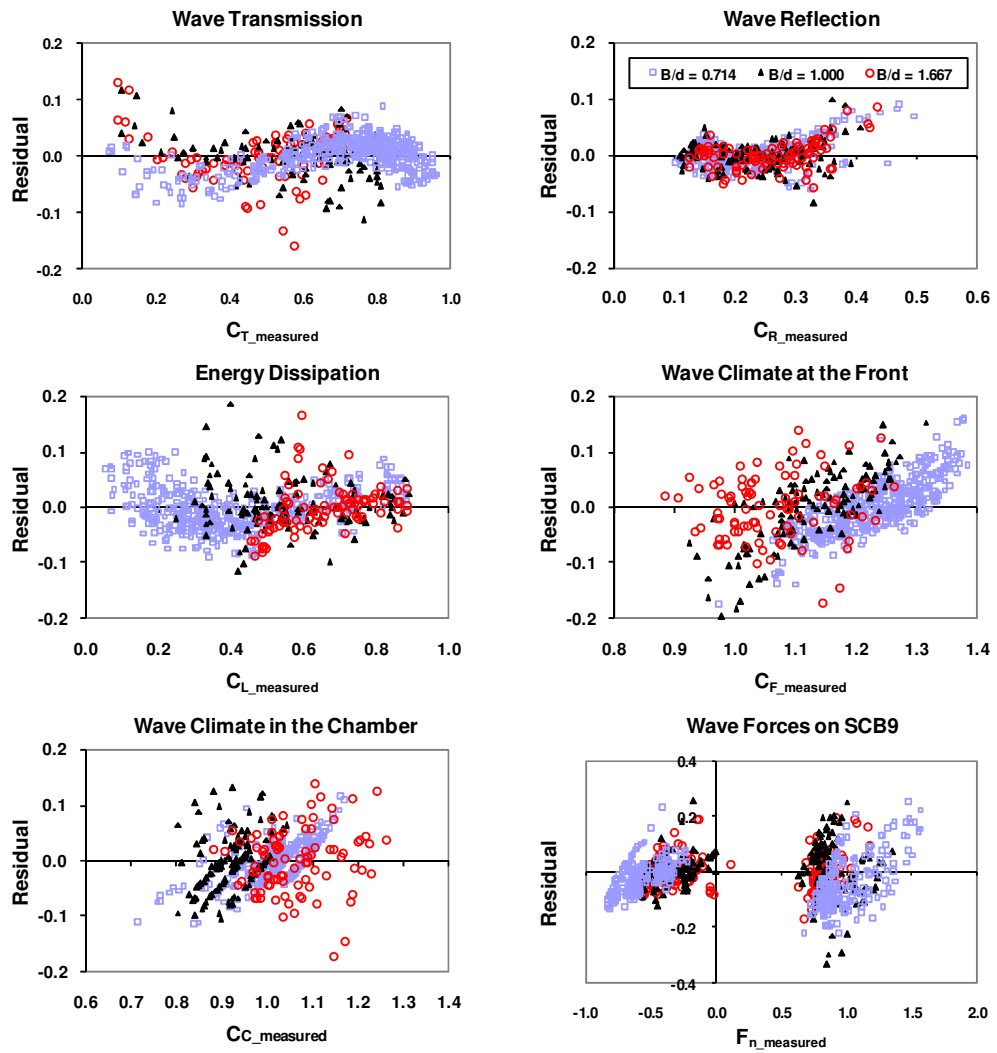 Wave Transmission
0.2
0.1
0.0
-0.1
-0.2
Residual
0.0 0.2 0.4 0.6 0.8 1.0
C_T_measured
Wave Reflection
B/d = 0.714 B/d = 1.000 B/d = 1.667
0.2
0.1
0.0
-0.1
-0.2
Residual
0.0 0.1 0.2 0.3 0.4 0.5 0.6
C_R_measured
Energy Dissipation
0.2
0.1
0.0
-0.1
-0.2
Residual
0.0 0.2 0.4 0.6 0.8 1.0
C_L_measured
Wave Climate at the Front
0.2
0.1
0.0
-0.1
-0.2
Residual
0.8 0.9 1.0 1.1 1.2 1.3 1.4
C_F_measured
Wave Climate in the Chamber
0.2
0.1
0.0
-0.1
-0.2
Residual
0.6 0.7 0.8 0.9 1.0 1.1 1.2 1.3 1.4
C_C_measured
Wave Forces on SCB9
0.4
0.2
0.0
-0.2
-0.4
Residual
-1.0 -0.5 0.0 0.5 1.0 1.5 2.0
F_n_measured